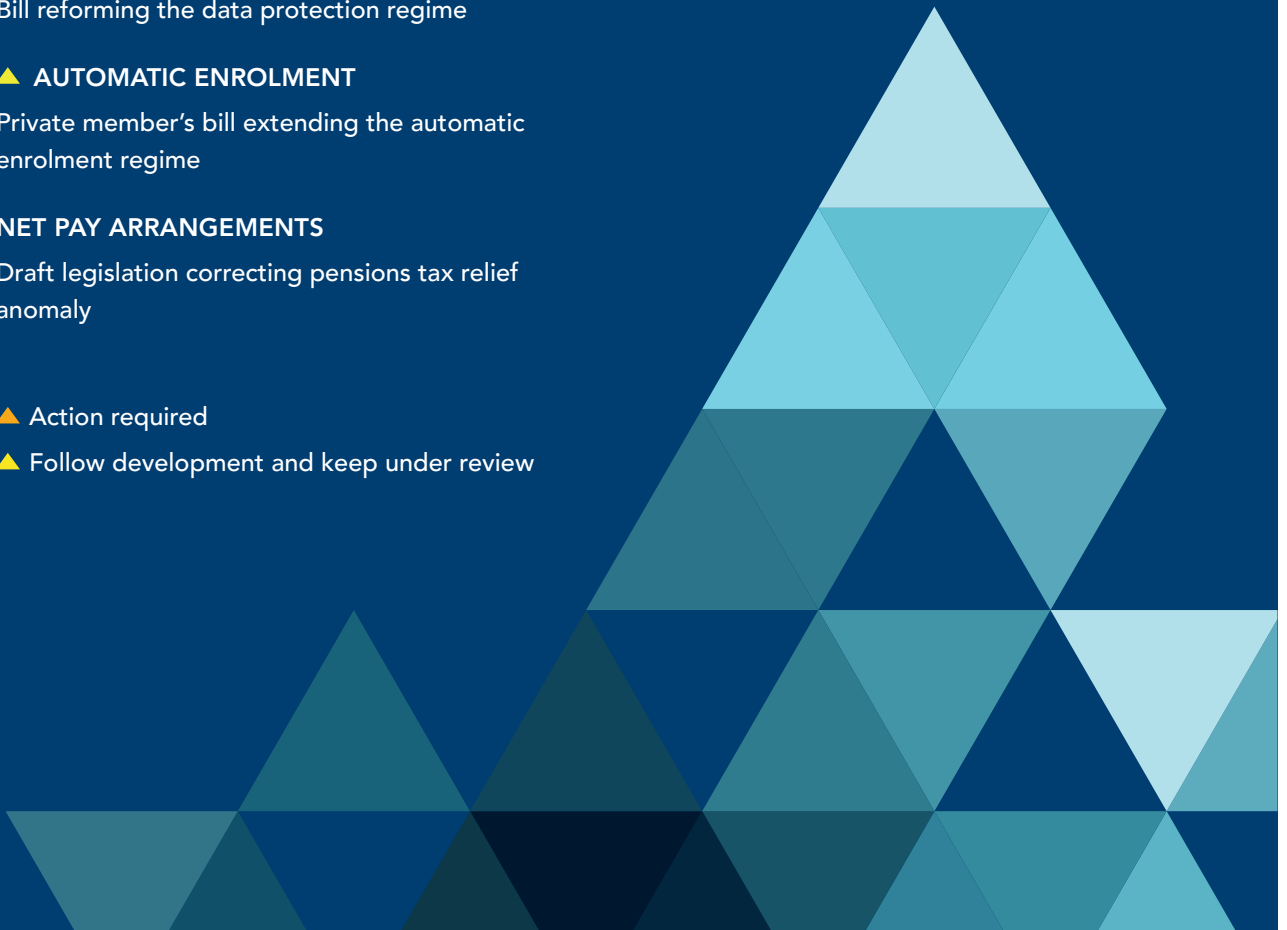 Bill reforming the data protection regime
AUTOMATIC ENROLMENT
Private member's bill extending the automatic
enrolment regime
NET PAY ARRANGEMENTS
Draft legislation correcting pensions tax relief
anomaly
Action required
Follow development and keep under review